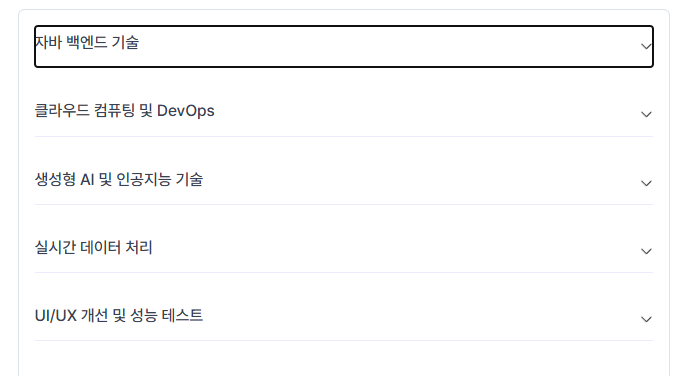 자바 백엔드 기술
클라우드 컴퓨팅 및 DevOps
생성형 AI 및 인공지능 기술
실시간 데이터 처리
UI/UX 개선 및 성능 테스트